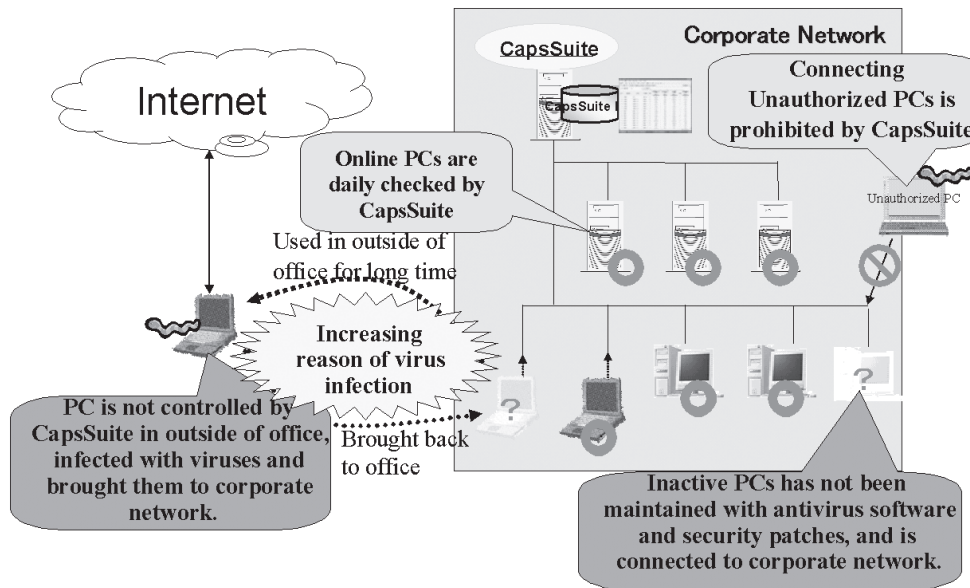 CapsSuite
Corporate Network
Internet
CapsSuite
Connecting
Unauthorized PCs is
prohibited by CapsSuite
Online PCs are
daily checked by
CapsSuite
Unauthorized PC
Used in outside of
office for long time
Increasing
reason of virus
infection
?
?
PC is not controlled by
CapsSuite in outside of office,
infected with viruses and
brought them to corporate
network.
Brought back
to office
Inactive PCs has not been
maintained with antivirus software
and security patches, and is
connected to corporate network.